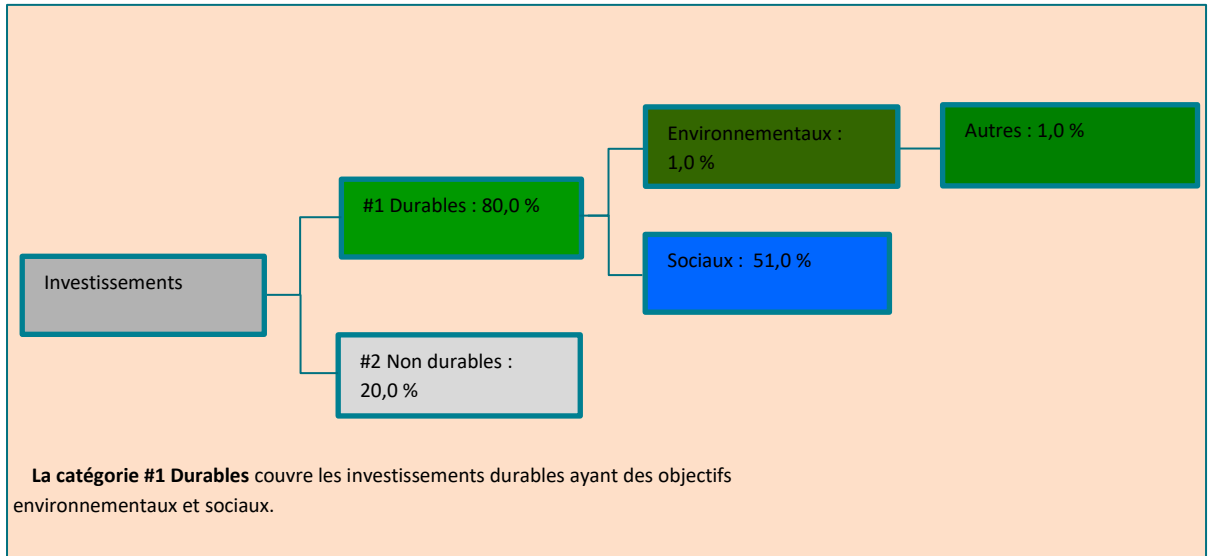 Environnementaux :
1,0 %
Autres : 1,0 %
#1 Durables : 80,0 %
Sociaux : 51,0 %
Investissements
#2 Non durables :
20,0 %
La catégorie #1 Durables couvre les investissements durables ayant des objectifs
environnementaux et sociaux.